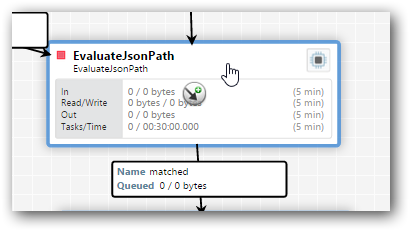 EvaluateJsonPath
EvaluateJsonPath
In 0 / 0 bytes (5 min)
Read/Write 0 bytes / 0 bytes (5 min)
Out 0 / 0 bytes (5 min)
Tasks/Time 0 / 00:30:00.000 (5 min)
Name matched
Queued 0 / 0 bytes